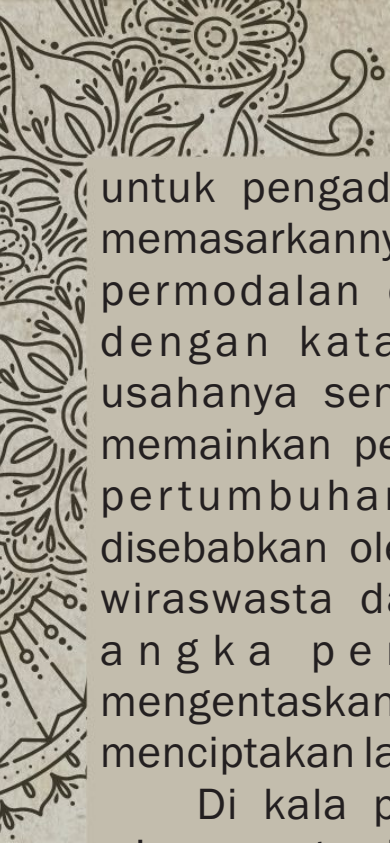 untuk pengad
memasarkanny
permodalan
dengan kata
usahanya sen
memainkan pe
pertumbuhan
disebabkan ole
wiraswasta da
angka per
mengentaskan
menciptakan la
Di kala p